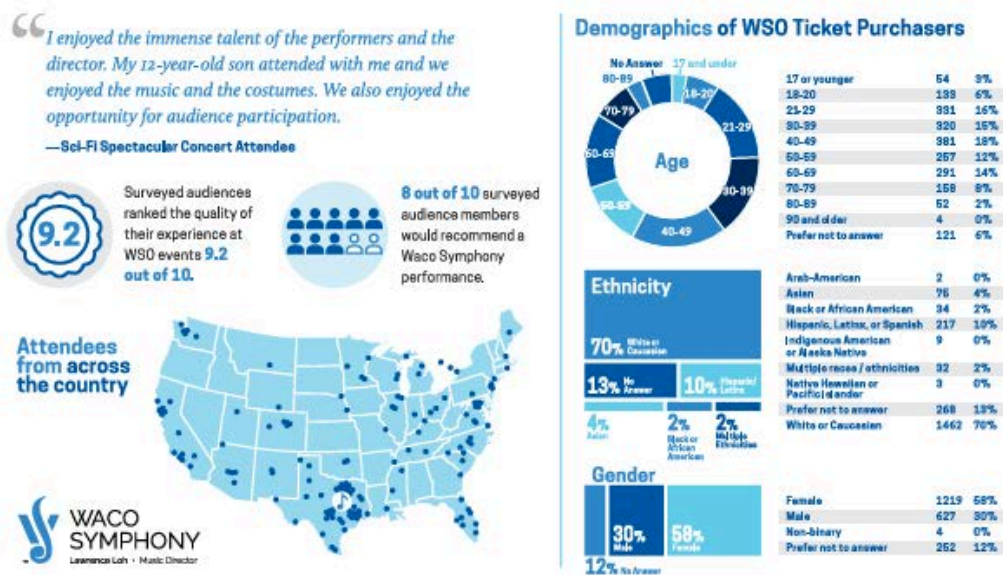 “
I enjoyed the immense talent of the performers and the
director. My 12-year-old son attended with me and we
enjoyed the music and the costumes. We also enjoyed the
opportunity for audience participation.
—Sci-Fi Spectacular Concert Attendee
9.2
Surveyed audiences
ranked the quality of
their experience at
WSO events 9.2
out of 10.
8 out of 10 surveyed
audience members
would recommend a
Waco Symphony
performance.
Attendees
from across
the country
WACO
SYMPHONY
Lawrence Loh • Music Director
Demographics of WSO Ticket Purchasers
No Answer
17 and under
80-89
18-20
70-79
21-29
60-69
Age
30-39
50-59
40-49
17 or younger 54 3%
18-20 133 6%
21-29 331 16%
30-39 320 15%
40-49 381 18%
50-59 257 12%
60-69 291 14%
70-79 158 8%
80-89 52 2%
90 and older 4 0%
Prefer not to answer 121 6%
Ethnicity
70% White or
Caucasian
13% No
Answer
10% Hispanic/
Latinx
4%
Asian
2%
Black or
African
American
2%
Multiple
Ethnicities
Arab-American 2 0%
Asian 75 4%
Black or African American 34 2%
Hispanic, Latinx, or Spanish 217 10%
Indigenous American
or Alaska Native 9 0%
Multiple races / ethnicities 32 2%
Native Hawaiian or
Pacific Islander 3 0%
Prefer not to answer 268 13%
White or Caucasian 1462 70%
Gender
30%
Male
58%
Female
12% No Answer
Female 1219 58%
Male 627 30%
Non-binary 4 0%
Prefer not to answer 252 12%